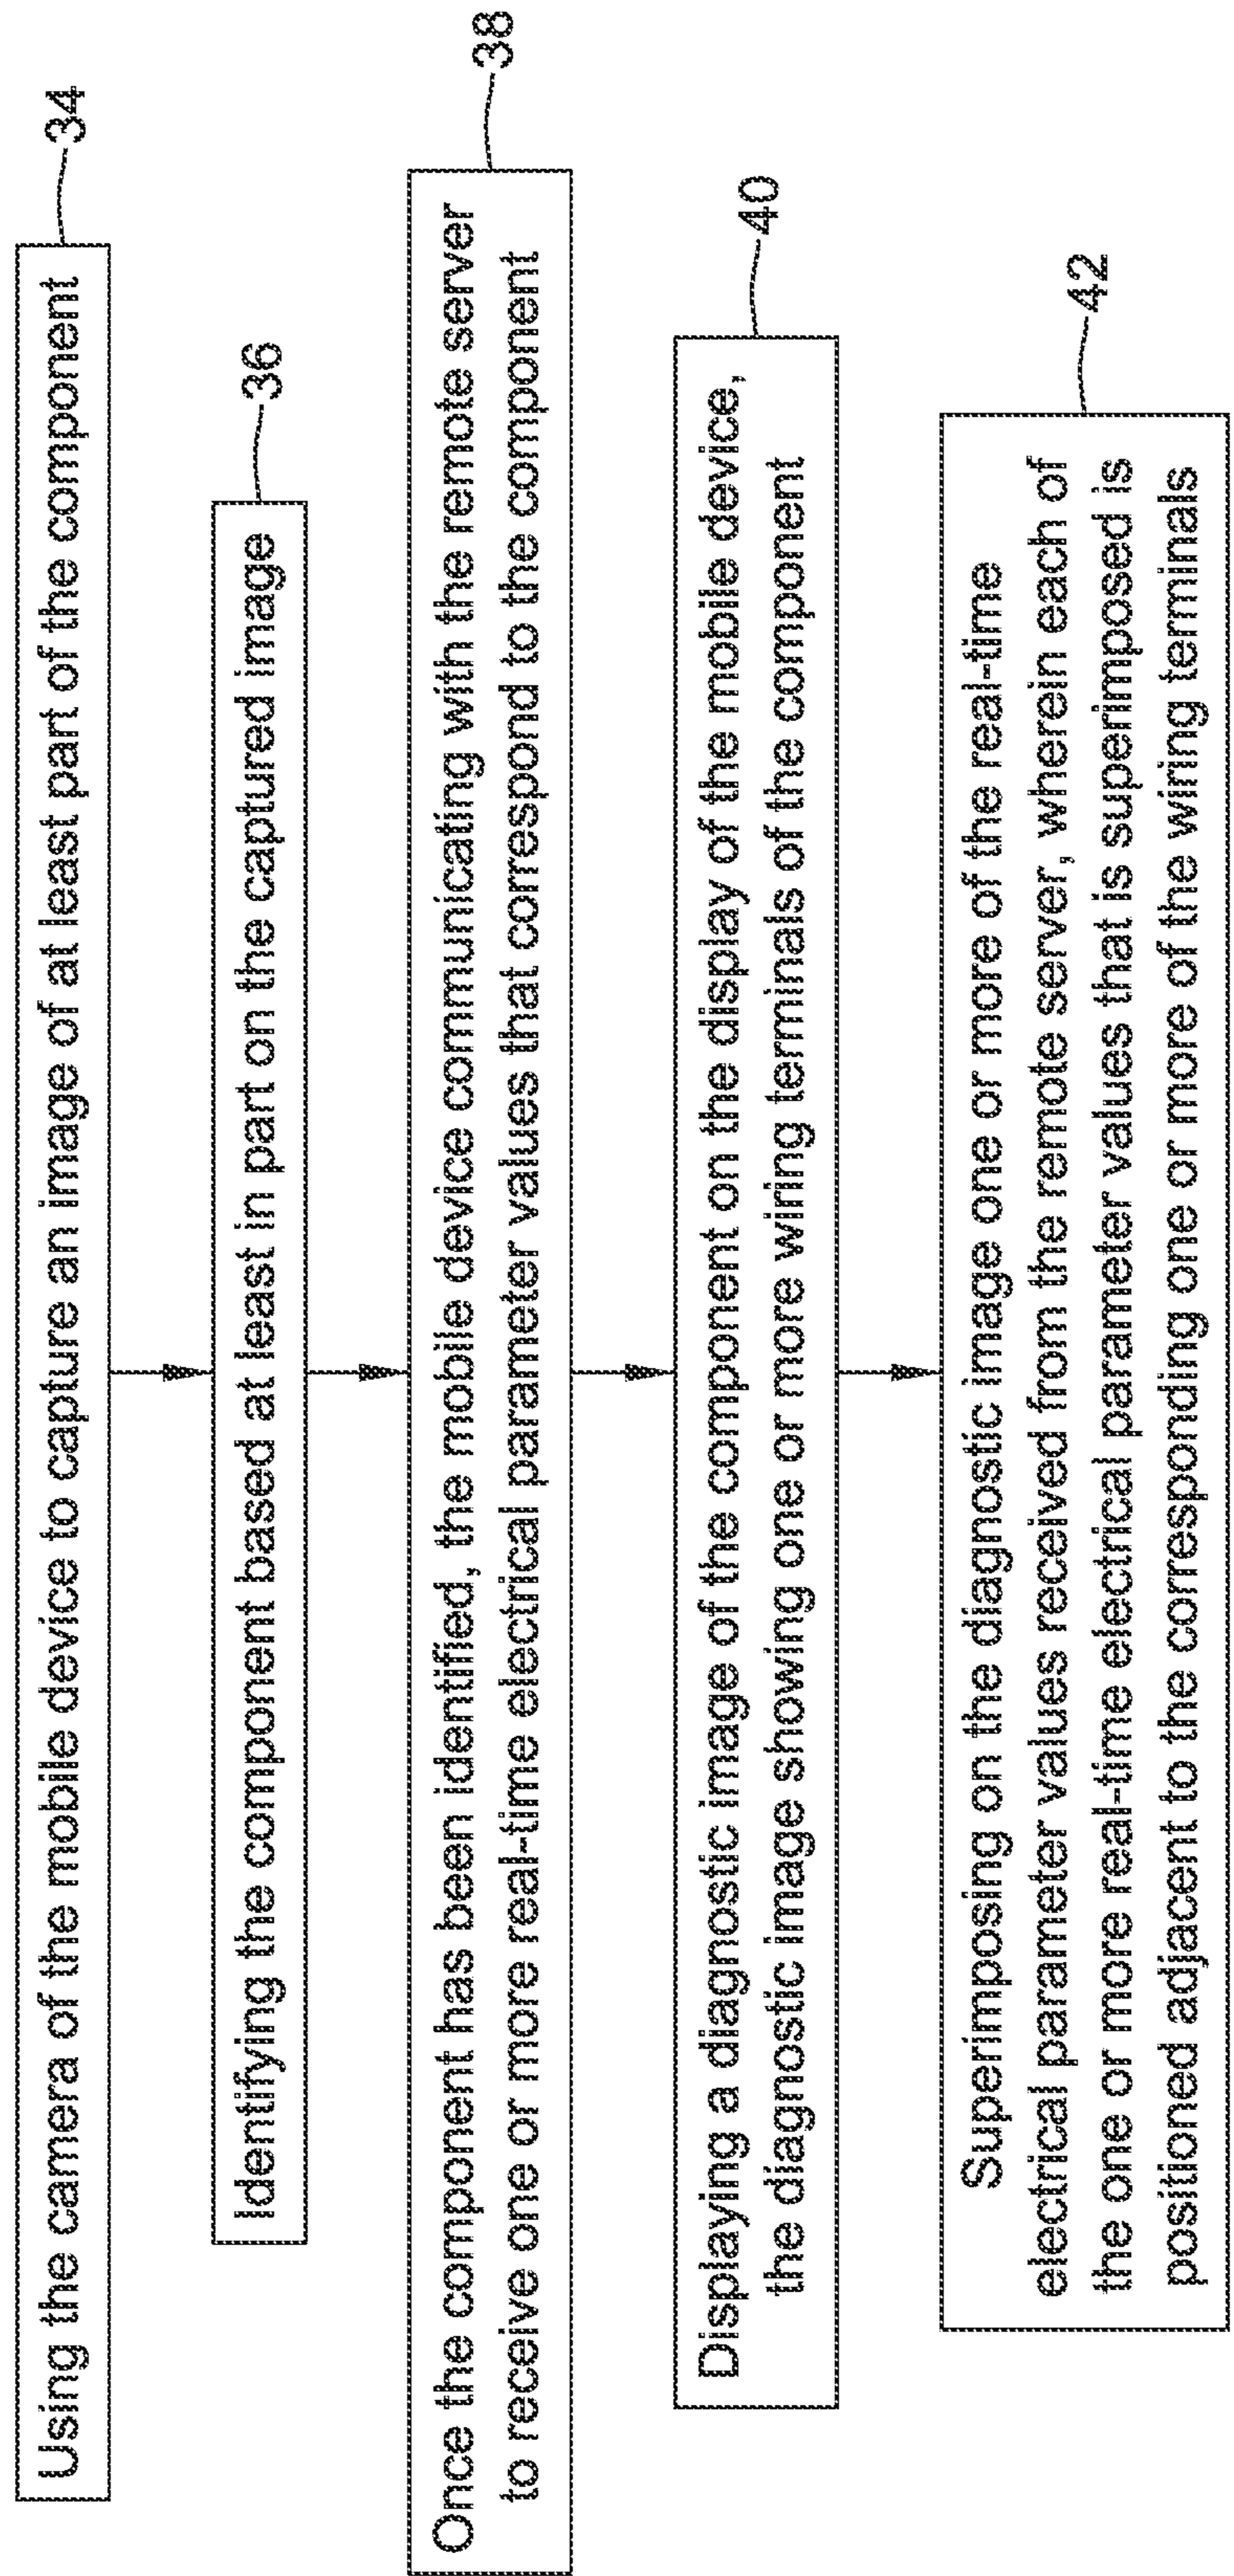 Using the camera of the mobile device to capture an image of at least part of the component
34
Identifying the component based at least in part on the captured image
36
Once the component has been identified, the mobile device communicating with the remote server
to receive one or more real-time electrical parameter values that correspond to the component
38
Displaying a diagnostic image of the component on the display of the mobile device,
the diagnostic image showing one or more wiring terminals of the component
40
Superimposing on the diagnostic image one or more of the real-time
electrical parameter values received from the remote server, wherein each of
the one or more real-time electrical parameter values that is superimposed is
positioned adjacent to the corresponding one or more of the wiring terminals
42